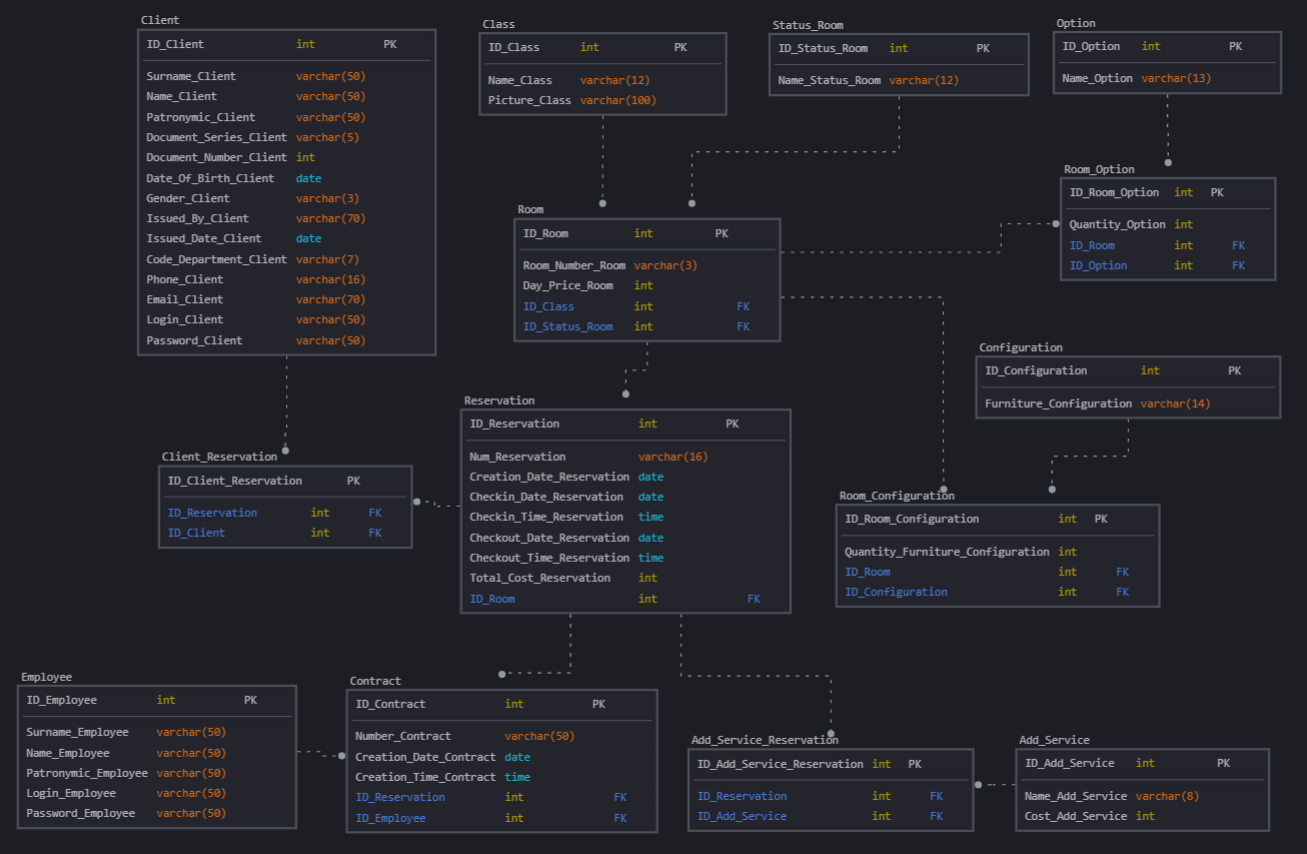 Client
ID_Client int PK
Surname_Client varchar(50)
Name_Client varchar(50)
Patronymic_Client varchar(50)
Document_Series_Client varchar(5)
Document_Number_Client int
Date_Of_Birth_Client date
Gender_Client varchar(3)
Issued_By_Client varchar(70)
Issued_Date_Client date
Code_Department_Client varchar(7)
Phone_Client varchar(16)
Email_Client varchar(70)
Login_Client varchar(50)
Password_Client varchar(50)
Class
ID_Class int PK
Name_Class varchar(12)
Picture_Class varchar(100)
Status_Room
ID_Status_Room int PK
Name_Status_Room varchar(12)
Option
ID_Option int PK
Name_Option varchar(13)
Room_Option
ID_Room_Option int PK
Quantity_Option int
ID_Room int FK
ID_Option int FK
Room
ID_Room int PK
Room_Number_Room varchar(3)
Day_Price_Room int
ID_Class int FK
ID_Status_Room int FK
Configuration
ID_Configuration int PK
Furniture_Configuration varchar(14)
Reservation
ID_Reservation int PK
Num_Reservation varchar(16)
Creation_Date_Reservation date
Checkin_Date_Reservation date
Checkin_Time_Reservation time
Checkout_Date_Reservation date
Checkout_Time_Reservation time
Total_Cost_Reservation int
ID_Room int FK
Client_Reservation
ID_Client_Reservation PK
ID_Reservation int FK
ID_Client int FK
Room_Configuration
ID_Room_Configuration int PK
Quantity_Furniture_Configuration int
ID_Room int FK
ID_Configuration int FK
Employee
ID_Employee int PK
Surname_Employee varchar(50)
Name_Employee varchar(50)
Patronymic_Employee varchar(50)
Login_Employee varchar(50)
Password_Employee varchar(50)
Contract
ID_Contract int PK
Number_Contract varchar(50)
Creation_Date_Contract date
Creation_Time_Contract time
ID_Reservation int FK
ID_Employee int FK
Add_Service_Reservation
ID_Add_Service_Reservation int PK
ID_Reservation int FK
ID_Add_Service int FK
Add_Service
ID_Add_Service int PK
Name_Add_Service varchar(8)
Cost_Add_Service int